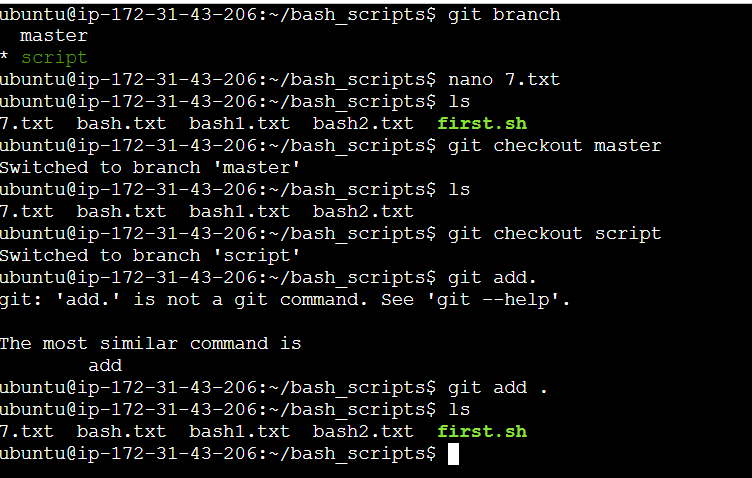 ubuntu@ip-172-31-43-206:~/bash_scripts$ git branch
  master
* script
ubuntu@ip-172-31-43-206:~/bash_scripts$ nano 7.txt
ubuntu@ip-172-31-43-206:~/bash_scripts$ ls
7.txt  bash.txt  bash1.txt  bash2.txt  first.sh
ubuntu@ip-172-31-43-206:~/bash_scripts$ git checkout master
Switched to branch 'master'
ubuntu@ip-172-31-43-206:~/bash_scripts$ ls
7.txt  bash.txt  bash1.txt  bash2.txt
ubuntu@ip-172-31-43-206:~/bash_scripts$ git checkout script
Switched to branch 'script'
ubuntu@ip-172-31-43-206:~/bash_scripts$ git add.
git: 'add.' is not a git command. See 'git --help'.

The most similar command is
        add
ubuntu@ip-172-31-43-206:~/bash_scripts$ git add .
ubuntu@ip-172-31-43-206:~/bash_scripts$ ls
7.txt  bash.txt  bash1.txt  bash2.txt  first.sh
ubuntu@ip-172-31-43-206:~/bash_scripts$